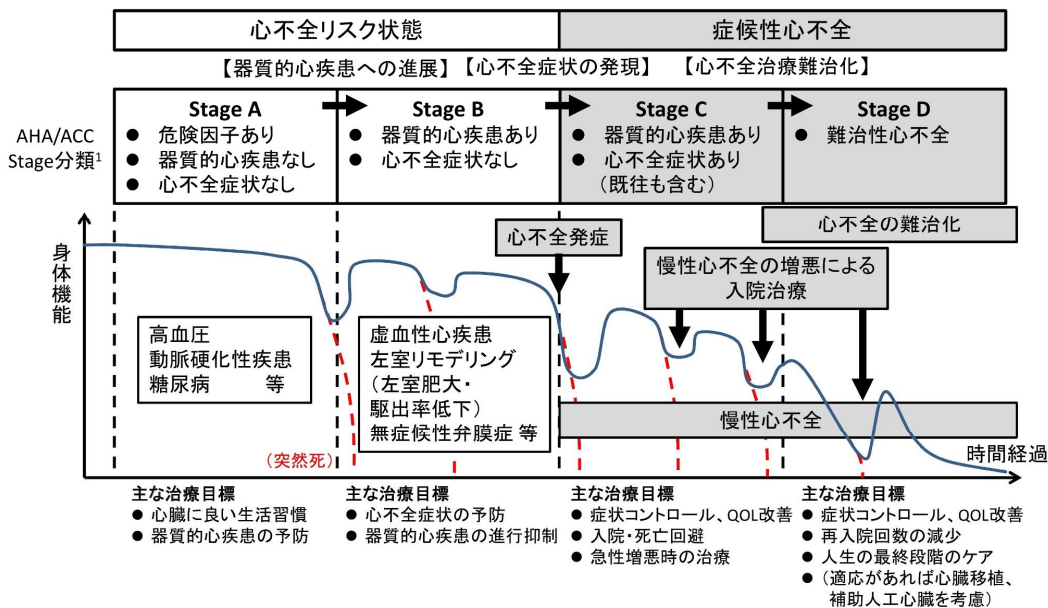 心不全リスク状態
症候性心不全
【器質的心疾患への進展】
【心不全症状の発現】
【心不全治療難治化】
AHA/ACC
Stage分類1
Stage A
● 危険因子あり
● 器質的心疾患なし
● 心不全症状なし
Stage B
● 器質的心疾患あり
● 心不全症状なし
Stage C
● 器質的心疾患あり
● 心不全症状あり
(既往も含む)
Stage D
● 難治性心不全
心不全の難治化
心不全発症
慢性心不全の増悪による
入院治療
身体機能
高血圧
動脈硬化性疾患
糖尿病 等
虚血性心疾患
左室リモデリング
(左室肥大・
駆出率低下)
無症候性弁膜症 等
慢性心不全
(突然死)
時間経過
主な治療目標
● 心臓に良い生活習慣
● 器質的心疾患の予防
主な治療目標
● 心不全症状の予防
● 器質的心疾患の進行抑制
主な治療目標
● 症状コントロール、QOL改善
● 入院・死亡回避
● 急性増悪時の治療
主な治療目標
● 症状コントロール、QOL改善
● 再入院回数の減少
● 人生の最終段階のケア
● (適応があれば心臓移植、
補助人工心臓を考慮)